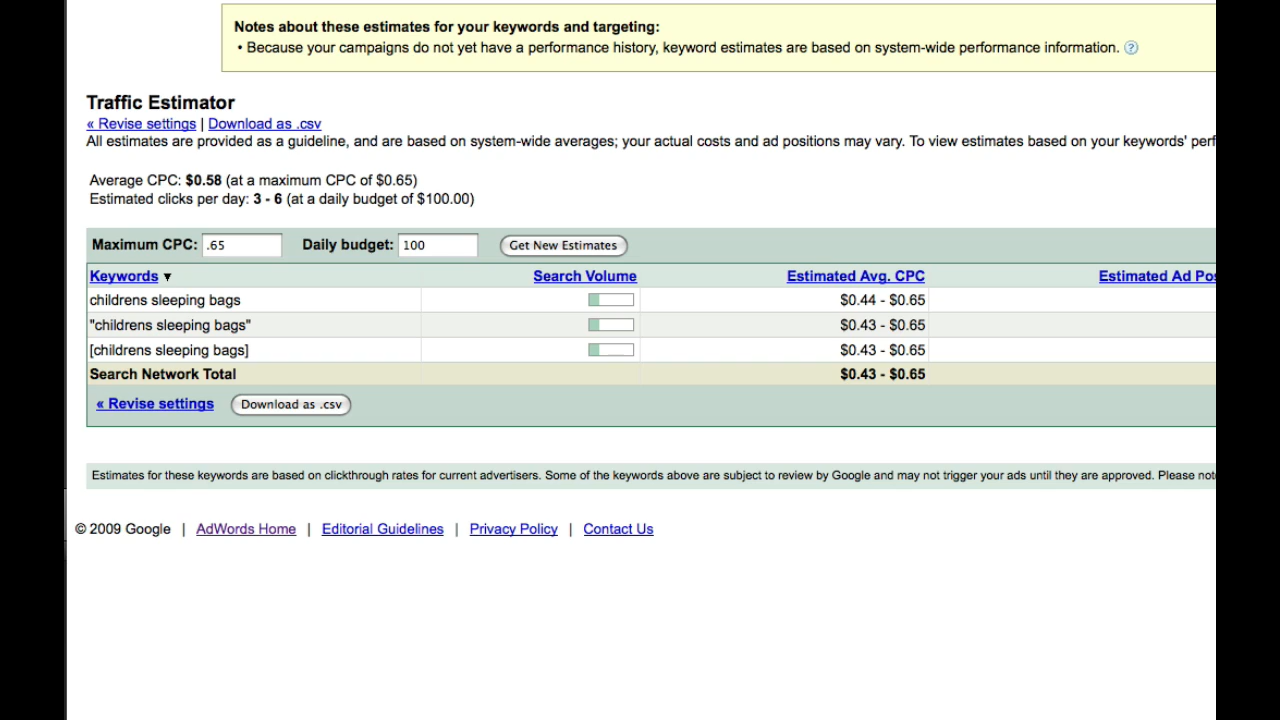 Notes about these estimates for your keywords and targeting:
• Because your campaigns do not yet have a performance history, keyword estimates are based on system-wide performance information. ?
Traffic Estimator
« Revise settings | Download as .csv
All estimates are provided as a guideline, and are based on system-wide averages; your actual costs and ad positions may vary. To view estimates based on your keywords' perf
Average CPC: $0.58 (at a maximum CPC of $0.65)
Estimated clicks per day: 3 - 6 (at a daily budget of $100.00)
Maximum CPC: .65 Daily budget: 100 Get New Estimates
Keywords ▼ Search Volume Estimated Avg. CPC Estimated Ad Pos
childrens sleeping bags $0.44 - $0.65
"childrens sleeping bags" $0.43 - $0.65
[childrens sleeping bags] $0.43 - $0.65
Search Network Total $0.43 - $0.65
« Revise settings Download as .csv
Estimates for these keywords are based on clickthrough rates for current advertisers. Some of the keywords above are subject to review by Google and may not trigger your ads until they are approved. Please note
© 2009 Google | AdWords Home | Editorial Guidelines | Privacy Policy | Contact Us